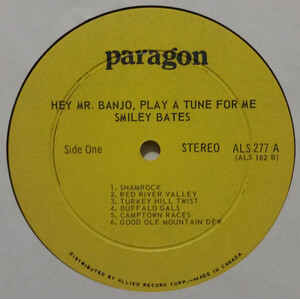 paragon
HEY MR. BANJO, PLAY A TUNE FOR ME
SMILEY BATES
Side One
STEREO
ALS 277 A
(ALS 182 B)
1. SHAMROCK
2. RED RIVER VALLEY
3. TURKEY HILL TWIST
4. BUFFALO GALS
5. CAMPTOWN RACES
6. GOOD OLE MOUNTAIN DEW
DISTRIBUTED BY ALLIED RECORD CORP.—MADE IN CANADA